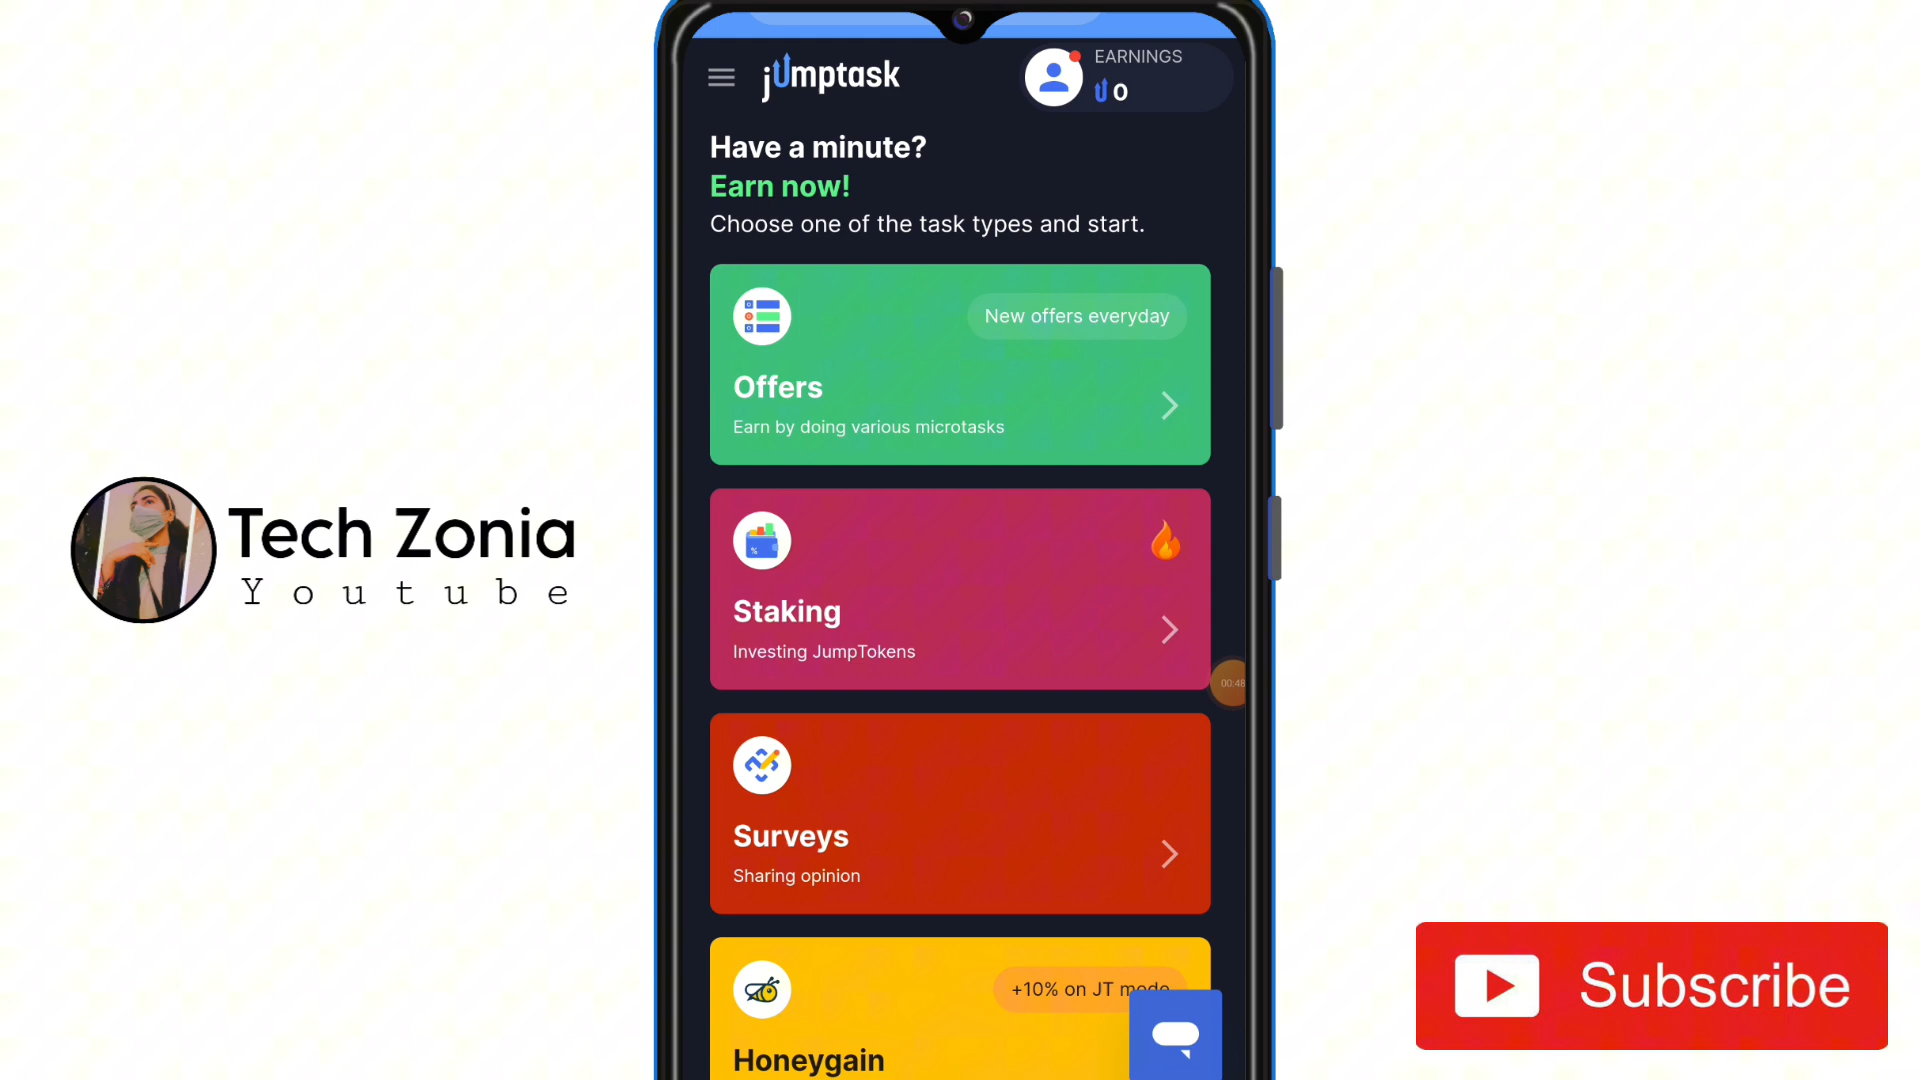 jumptask
EARNINGS
0
Have a minute?
Earn now!
Choose one of the task types and start.
New offers everyday
Offers
Earn by doing various microtasks
Staking
Investing JumpTokens
00:48
Surveys
Sharing opinion
+10% on JT mode
Honeygain
Tech Zonia
Youtube
Subscribe